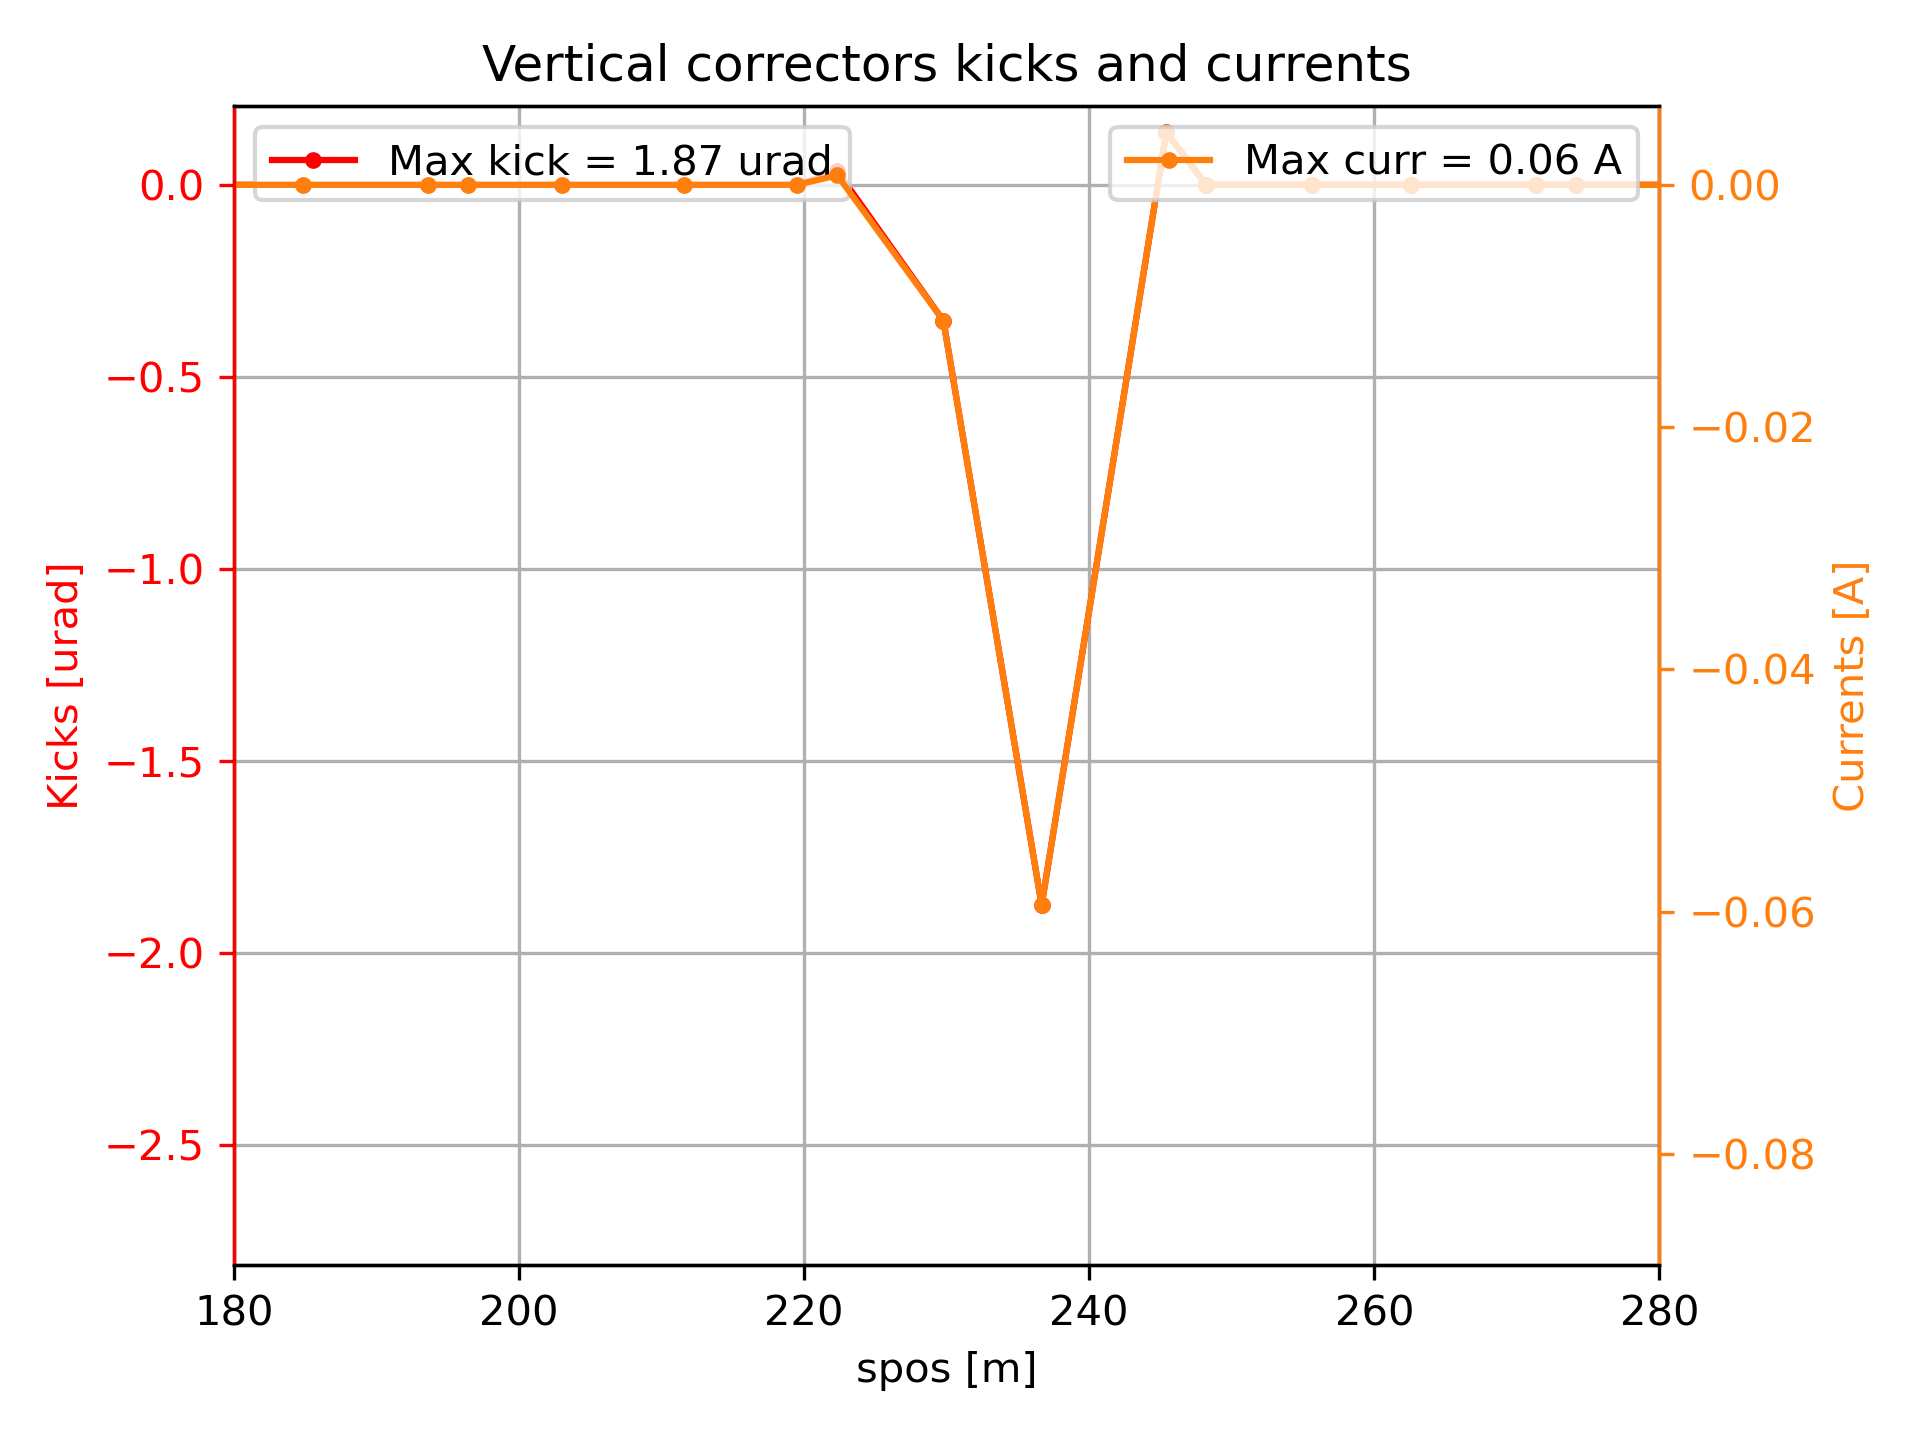 Vertical correctors kicks and currents
Max kick = 1.87 urad
Max curr = 0.06 A
0.0
−0.5
−1.0
−1.5
−2.0
−2.5
Kicks [urad]
0.00
−0.02
−0.04
−0.06
−0.08
Currents [A]
180 200 220 240 260 280
spos [m]